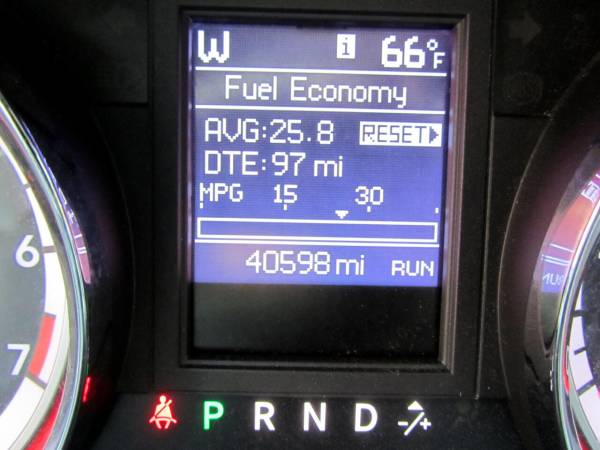 W i 66°F
Fuel Economy
AVG:25.8 RESET
DTE:97 mi
MPG 15 30
40598 mi RUN
6
7
P R N D -/+